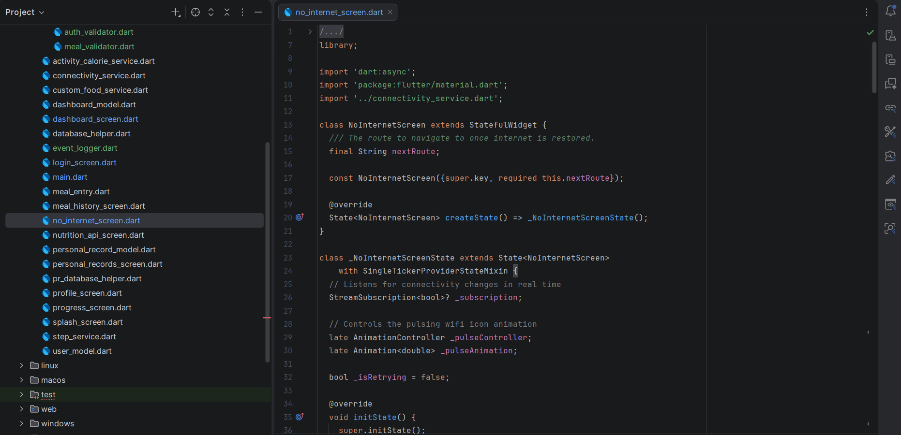 Project
no_internet_screen.dart
auth_validator.dart
meal_validator.dart
activity_calorie_service.dart
connectivity_service.dart
custom_food_service.dart
dashboard_model.dart
dashboard_screen.dart
database_helper.dart
event_logger.dart
login_screen.dart
main.dart
meal_entry.dart
meal_history_screen.dart
no_internet_screen.dart
nutrition_api_screen.dart
personal_record_model.dart
personal_records_screen.dart
pr_database_helper.dart
profile_screen.dart
progress_screen.dart
splash_screen.dart
step_service.dart
user_model.dart
linux
macos
test
web
windows
1 /.../
7 library;
8
9 import 'dart:async';
10 import 'package:flutter/material.dart';
11 import '../connectivity_service.dart';
12
13 class NoInternetScreen extends StatefulWidget {
14 /// The route to navigate to once internet is restored.
15 final String nextRoute;
16
17 const NoInternetScreen({super.key, required this.nextRoute});
18
19 @override
20 State<NoInternetScreen> createState() => _NoInternetScreenState();
21 }
22
23 class _NoInternetScreenState extends State<NoInternetScreen>
24 with SingleTickerProviderStateMixin {
25 // Listens for connectivity changes in real time
26 StreamSubscription<bool>? _subscription;
27
28 // Controls the pulsing wifi icon animation
29 late AnimationController _pulseController;
30 late Animation<double> _pulseAnimation;
31
32 bool _isRetrying = false;
33
34 @override
35 void initState() {
36 super.initState();